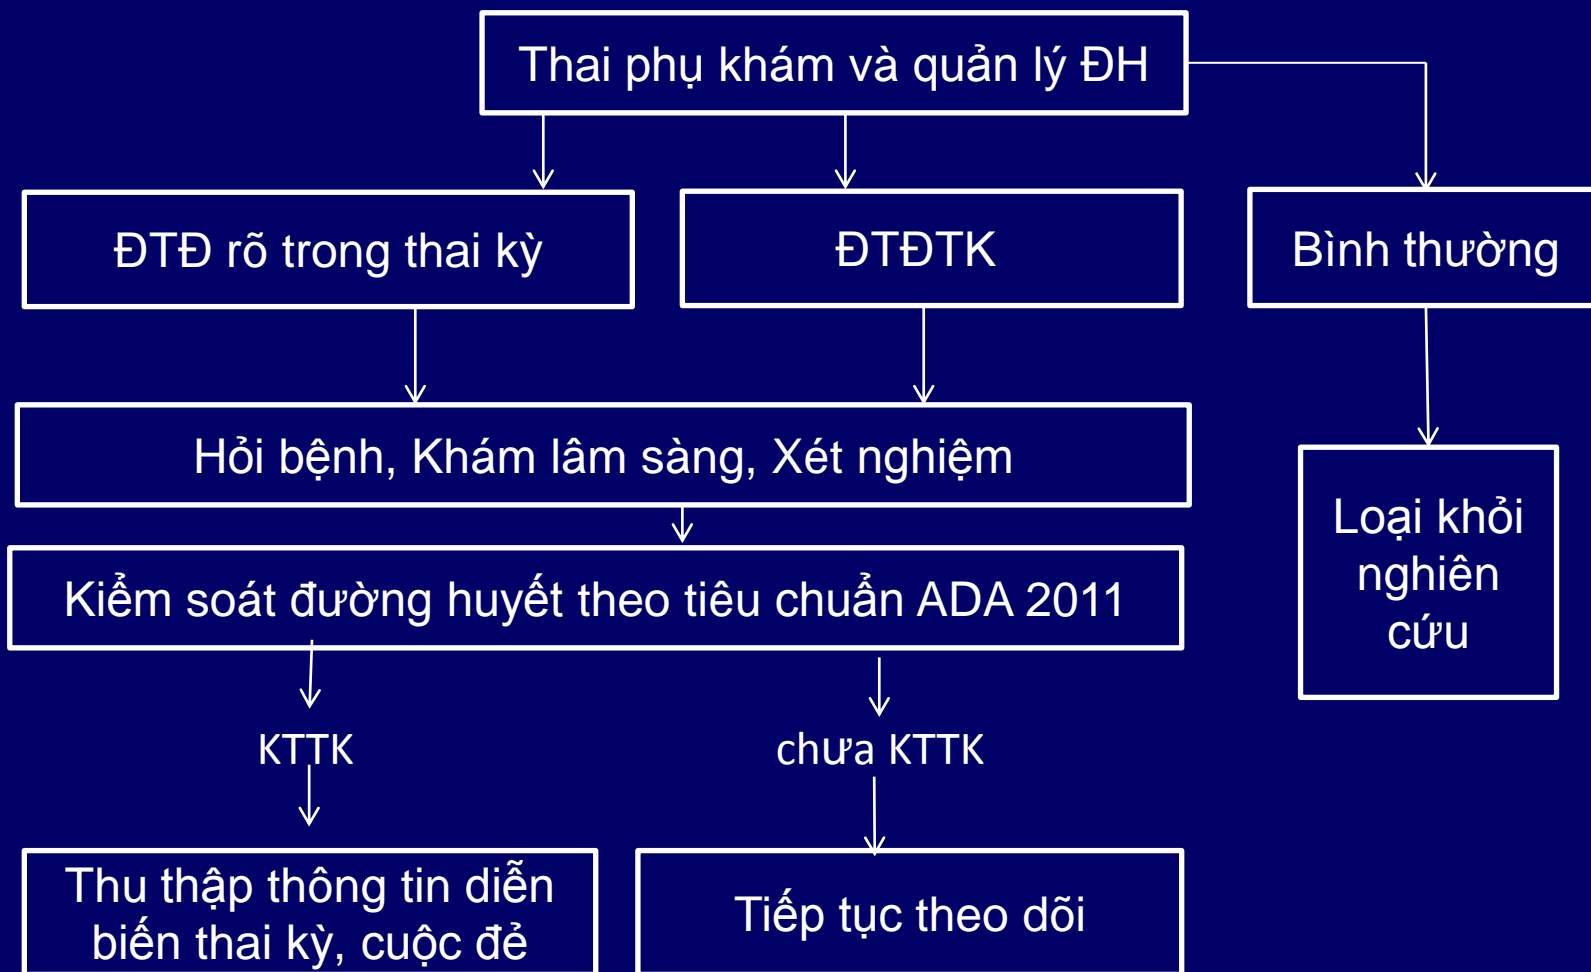 Thai phụ khám và quản lý ĐH
ĐTĐ rõ trong thai kỳ
ĐTĐTK
Bình thường
Hỏi bệnh, Khám lâm sàng, Xét nghiệm
Loại khỏi
nghiên
cứu
Kiểm soát đường huyết theo tiêu chuẩn ADA 2011
KTTK
chưa KTTK
Thu thập thông tin diễn
biến thai kỳ, cuộc đẻ
Tiếp tục theo dõi